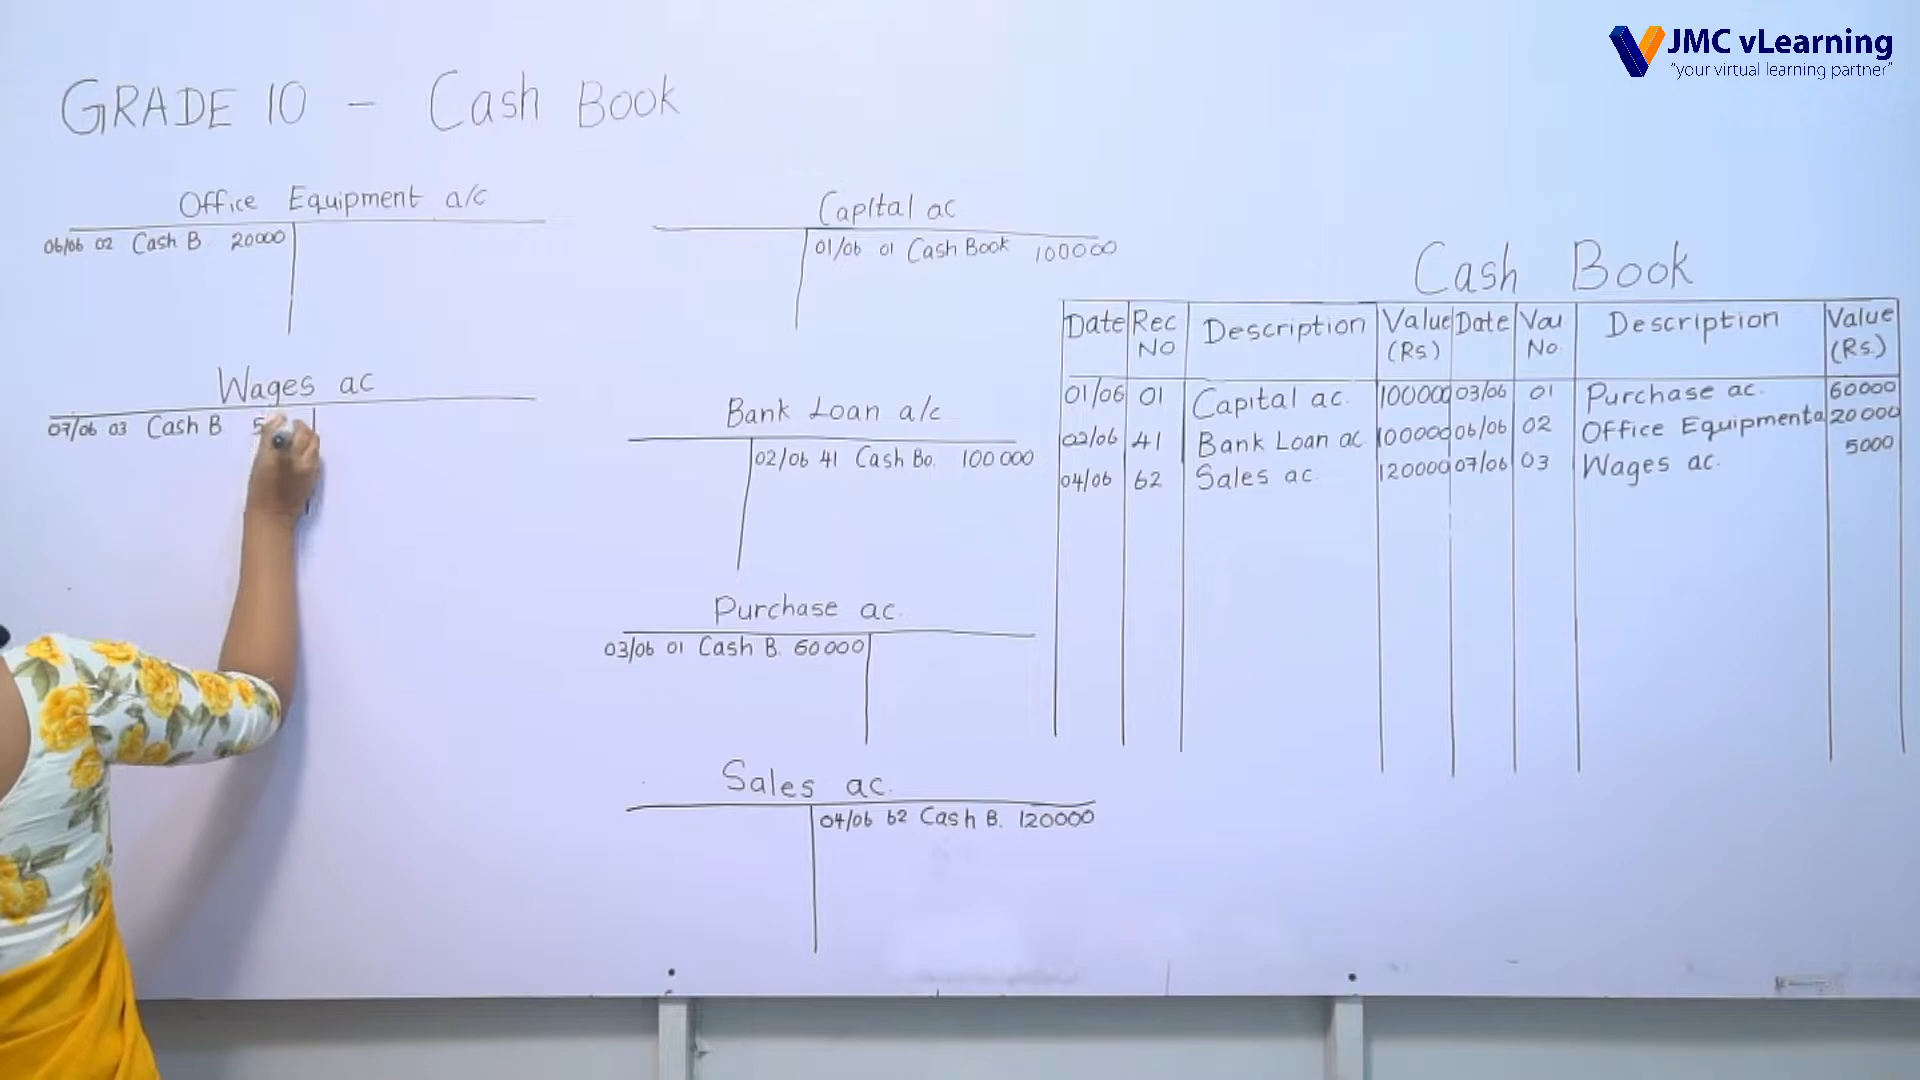 JMC vLearning
"your virtual learning partner"
GRADE 10 - Cash Book
Office Equipment a/c
06/06 02 Cash B. 20000
Wages ac
07/06 03 Cash B 5
Capital ac
01/06 01 Cash Book 100000
Bank Loan a/c
02/06 41 Cash Bo. 100000
Purchase ac.
03/06 01 Cash B. 60000
Sales ac.
04/06 62 Cash B. 120000
Cash Book
Date Rec No Description Value (Rs) Date Vou No. Description Value (Rs.)
01/06 01 Capital ac. 100000 03/06 01 Purchase ac. 60000
02/06 41 Bank Loan ac 100000 06/06 02 Office Equipment a 20000
04/06 62 Sales ac 120000 07/06 03 Wages ac. 5000